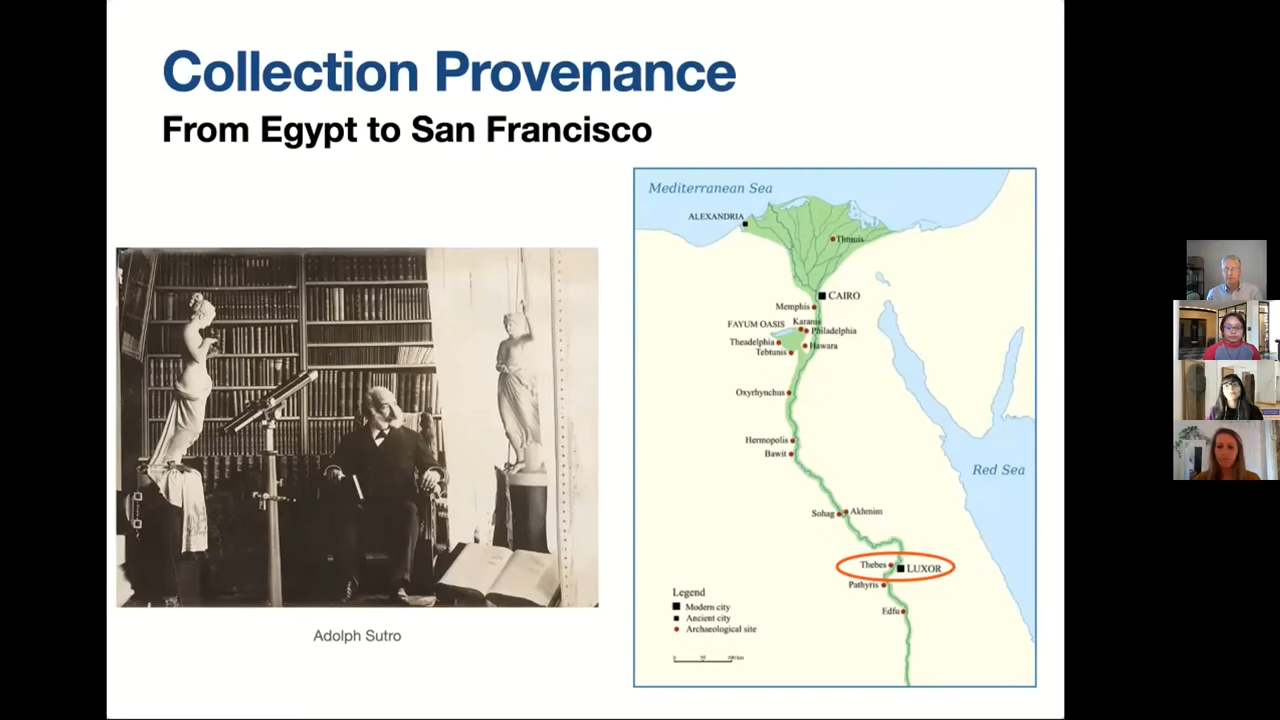 Collection Provenance
From Egypt to San Francisco
Mediterranean Sea
ALEXANDRIA
Thmuis
CAIRO
Memphis
FAYUM OASIS
Karanis
Philadelphia
Theadelphia
Hawara
Tebtunis
Oxyrhynchus
Hermopolis
Bawit
Red Sea
Sohag
Akhmim
Thebes
LUXOR
Pathyris
Edfu
Legend
Modern city
Ancient city
Archaeological site
Adolph Sutro